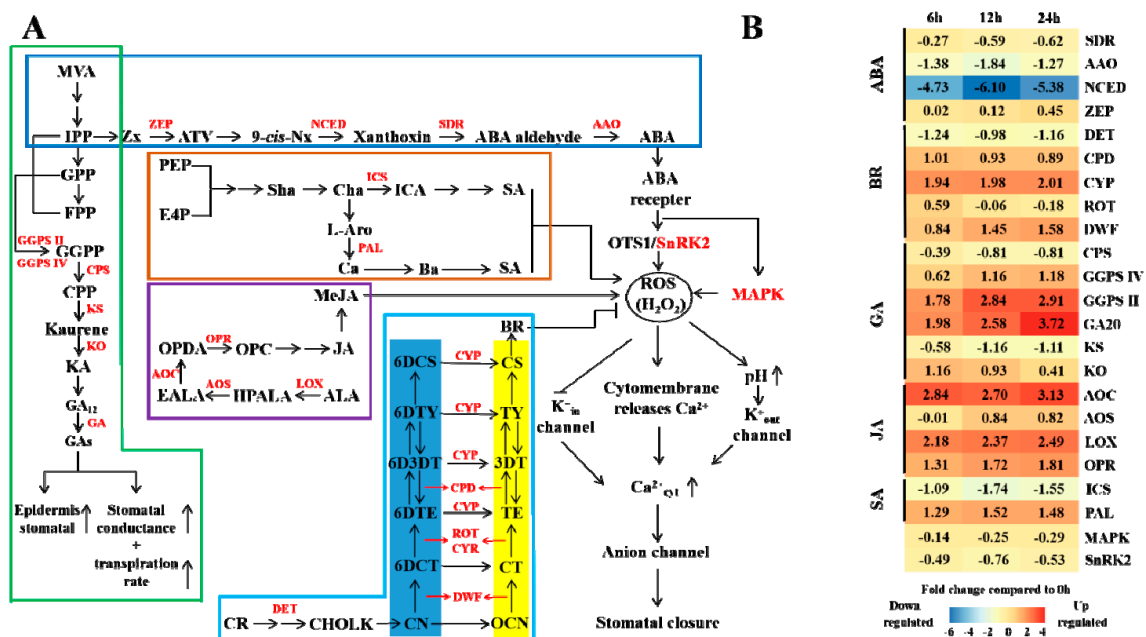 A
B
MVA
IPP
Zx
ZEP
ATV
9-cis-Nx
NCED
Xanthoxin
SDR
ABA aldehyde
AAO
ABA
GPP
FPP
GGPS II
GGPS IV
GGPP
CPS
CPP
KS
Kaurene
KO
KA
GA12
GA
GAs
Epidermis
stomatal
Stomatal
conductance
+
transpiration
rate
PEP
E4P
Sha
Cha
ICS
ICA
SA
L-Aro
PAL
Ca
Ba
SA
MeJA
OPDA
OPR
OPC
JA
AOC
EALA
AOS
HPALA
LOX
ALA
BR
6DCS
CYP
CS
6DTY
CYP
TY
6D3DT
CYP
3DT
CPD
6DTE
CYP
TE
ROT
CYR
6DCT
CT
DWF
CR
DET
CHOLK
CN
OCN
ABA
recepter
OTS1/SnRK2
ROS
(H2O2)
MAPK
K+in
channel
Cytomembrane
releases Ca2+
pH
K+out
channel
Ca2+cyt
Anion channel
Stomatal closure
6h 12h 24h
ABA
-0.27 -0.59 -0.62 SDR
-1.38 -1.84 -1.27 AAO
-4.73 -6.10 -5.38 NCED
0.02 0.12 0.45 ZEP
BR
-1.24 -0.98 -1.16 DET
1.01 0.93 0.89 CPD
1.94 1.98 2.01 CYP
0.59 -0.06 -0.18 ROT
0.84 1.45 1.58 DWF
GA
-0.39 -0.81 -0.81 CPS
0.62 1.16 1.18 GGPS IV
1.78 2.84 2.91 GGPS II
1.98 2.58 3.72 GA20
-0.58 -1.16 -1.11 KS
1.16 0.93 0.41 KO
JA
2.84 2.70 3.13 AOC
-0.01 0.84 0.82 AOS
2.18 2.37 2.49 LOX
1.31 1.72 1.81 OPR
SA
-1.09 -1.74 -1.55 ICS
1.29 1.52 1.48 PAL
-0.14 -0.25 -0.29 MAPK
-0.49 -0.76 -0.53 SnRK2
Fold change compared to 0h
Down
regulated
Up
regulated
-6 -4 -2 0 2 4